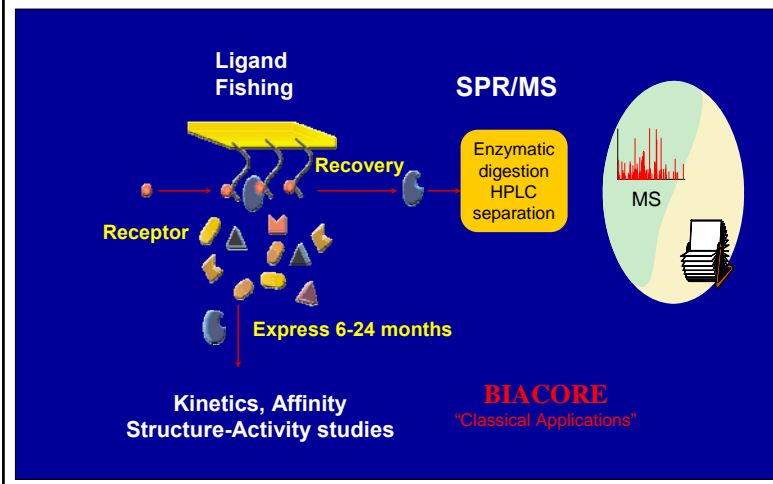 Ligand
Fishing
SPR/MS
Recovery
Enzymatic
digestion
HPLC
separation
MS
Receptor
Express 6-24 months
Kinetics, Affinity
Structure-Activity studies
BIACORE
“Classical Applications”